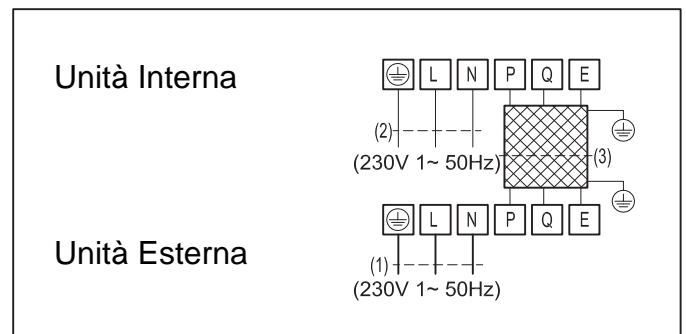 Unità Interna
L N P Q E
(2)
(230V 1~ 50Hz)
(3)
L N P Q E
Unità Esterna
(1)
(230V 1~ 50Hz)